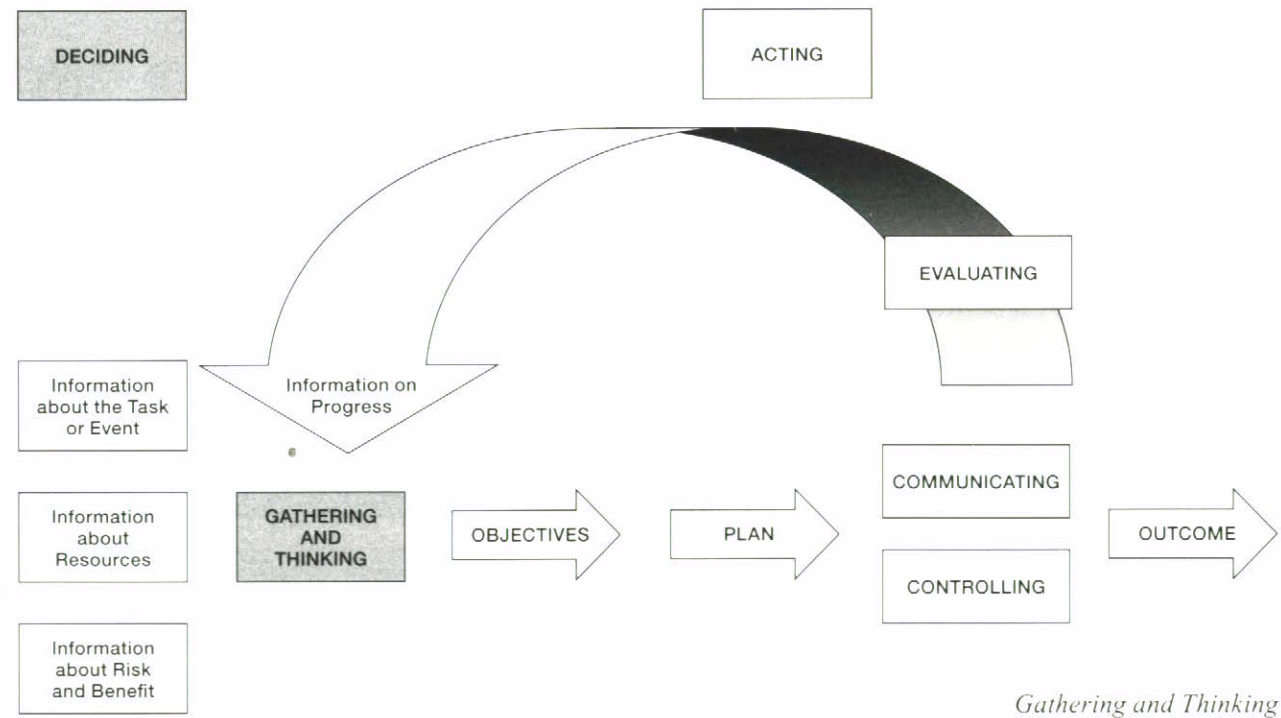 DECIDING
ACTING
EVALUATING
Information
about the Task
or Event
Information on
Progress
COMMUNICATING
Information
about
Resources
GATHERING
AND
THINKING
OBJECTIVES
PLAN
OUTCOME
CONTROLLING
Information
about Risk
and Benefit
Gathering and Thinking